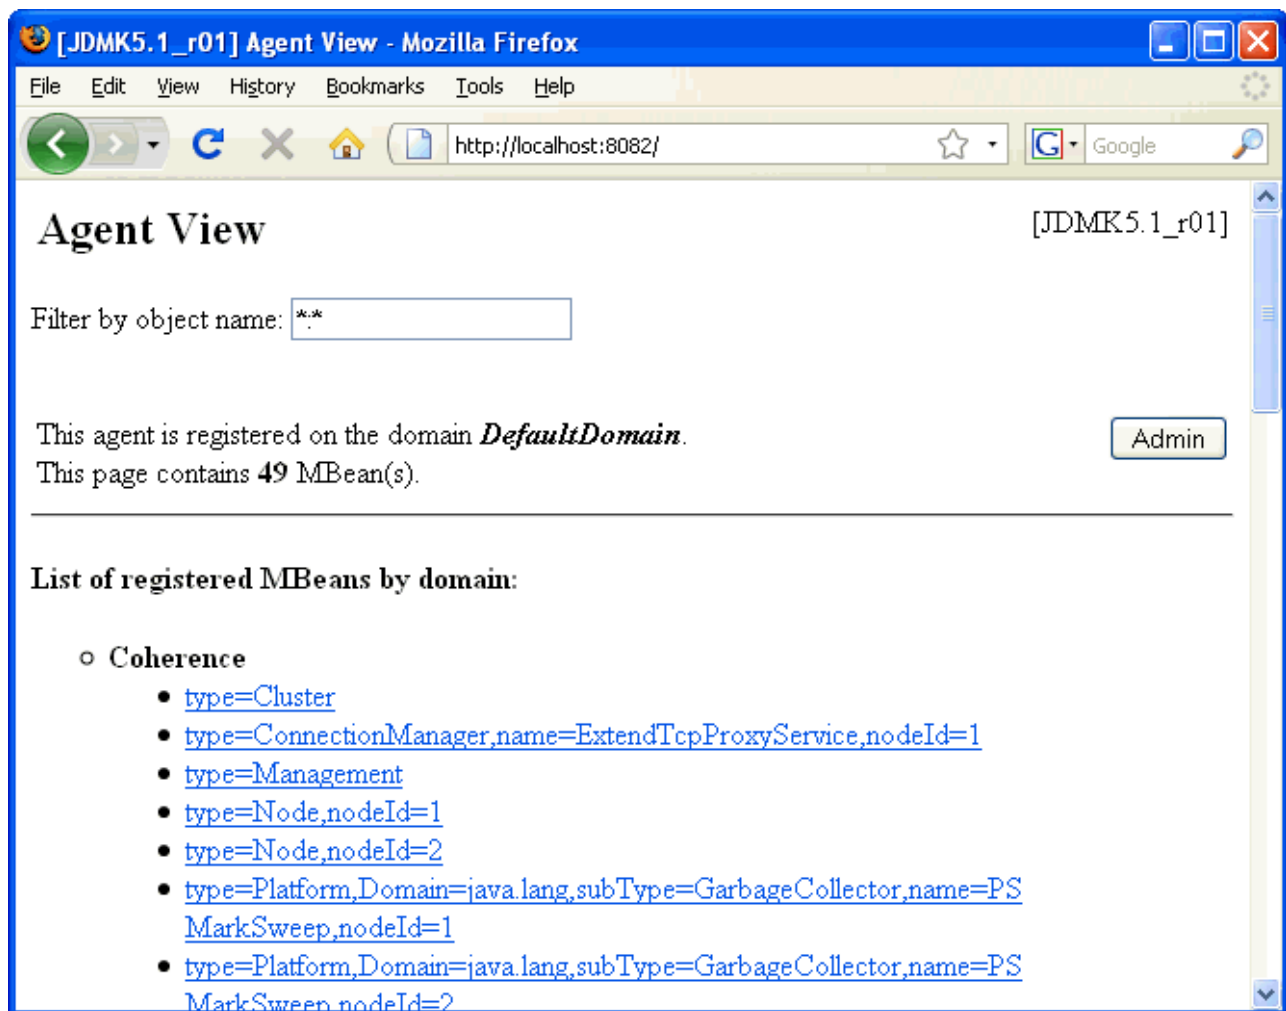 [JDMK5.1_r01] Agent View - Mozilla Firefox
File Edit View History Bookmarks Tools Help
http://localhost:8082/ G Google
Agent View [JDMK5.1_r01]
Filter by object name: *:*
This agent is registered on the domain DefaultDomain.
Admin
This page contains 49 MBean(s).
List of registered MBeans by domain:
Coherence
type=Cluster
type=ConnectionManager,name=ExtendTcpProxyService,nodeId=1
type=Management
type=Node,nodeId=1
type=Node,nodeId=2
type=Platform,Domain=java.lang,subType=GarbageCollector,name=PS
MarkSweep,nodeId=1
type=Platform,Domain=java.lang,subType=GarbageCollector,name=PS
MarkSweep,nodeId=2